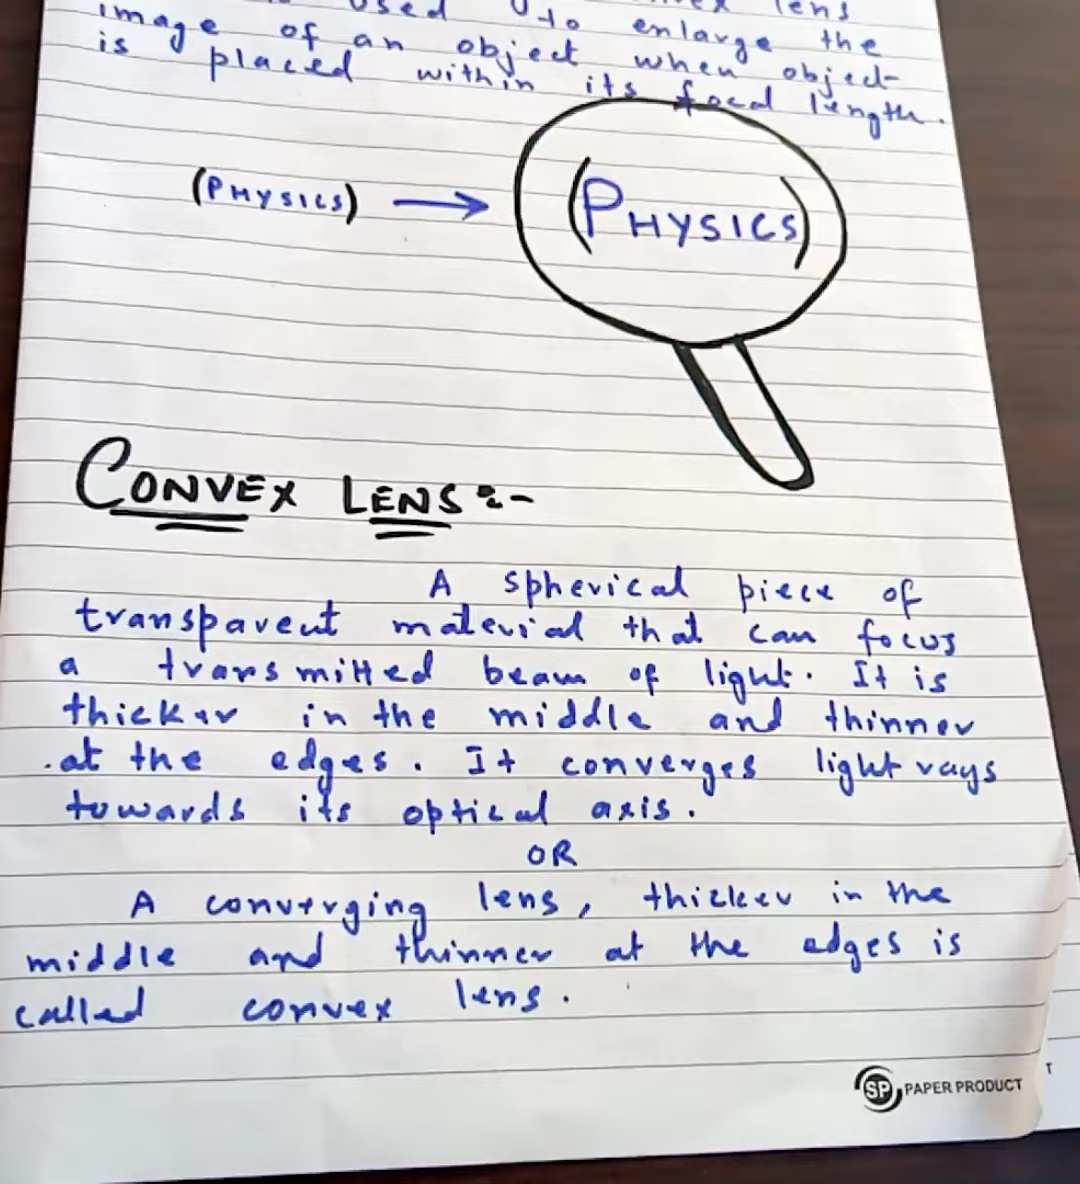 used to enlarge the
lens
image of an object when object
is placed within its focal length.
(PHYSICS) → (PHYSICS)
CONVEX LENS:-
A spherical piece of
transparent material that can focus
a transmitted beam of light. It is
thicker in the middle and thinner
at the edges. It converges light rays
towards its optical axis.
OR
A converging lens, thicker in the
middle and thinner at the edges is
called convex lens.
SP PAPER PRODUCT
T